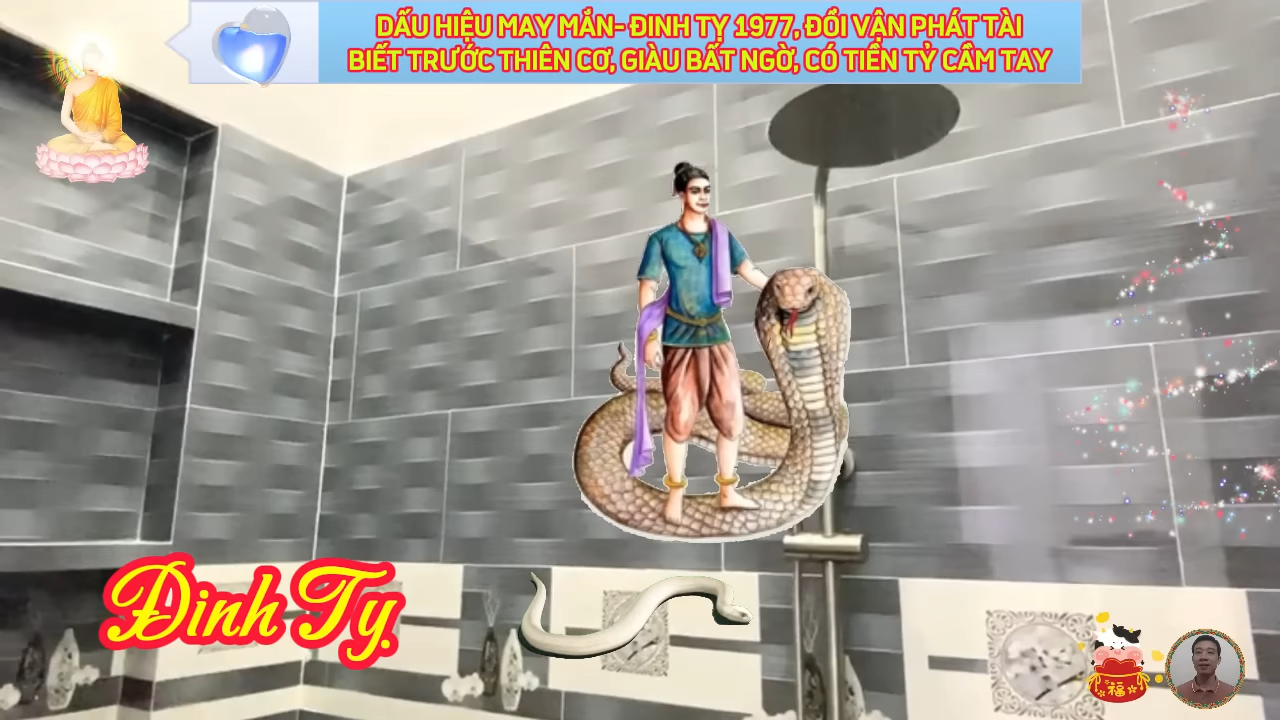 DẤU HIỆU MAY MẮN- ĐINH TỴ 1977, ĐỔI VẬN PHÁT TÀI
BIẾT TRƯỚC THIÊN CƠ, GIÀU BẤT NGỜ, CÓ TIỀN TỶ CẦM TAY
Đinh Tỵ
福